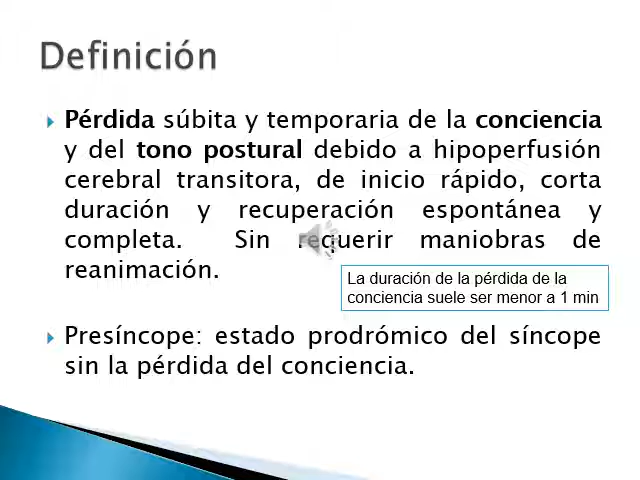 Definición
Pérdida súbita y temporaria de la conciencia
y del tono postural debido a hipoperfusión
cerebral transitora, de inicio rápido, corta
duración y recuperación espontánea y
completa. Sin requerir maniobras de
reanimación.
La duración de la pérdida de la
conciencia suele ser menor a 1 min
Presíncope: estado prodrómico del síncope
sin la pérdida del conciencia.